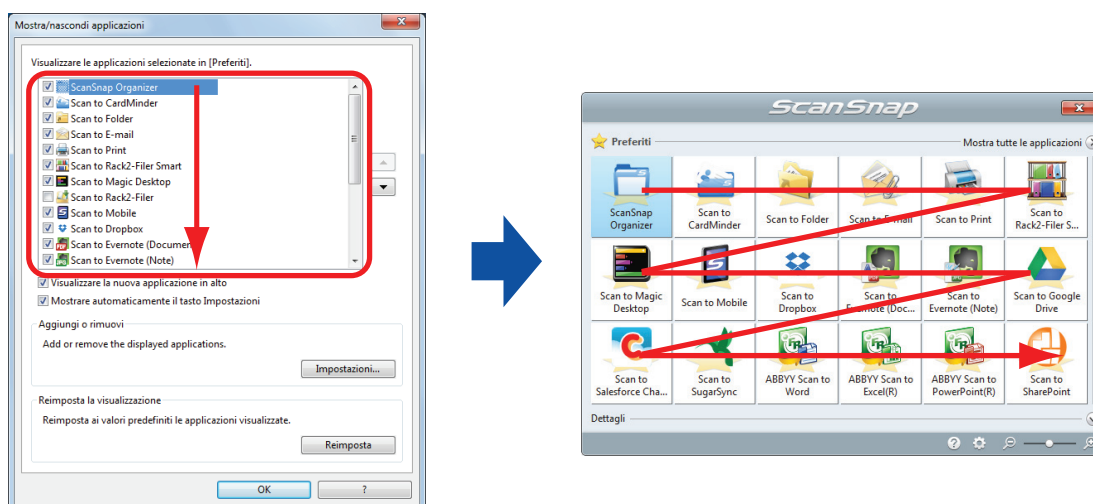 Mostra/nascondi applicazioni
Visualizzare le applicazioni selezionate in [Preferiti].
ScanSnap Organizer
Scan to CardMinder
Scan to Folder
Scan to E-mail
Scan to Print
Scan to Rack2-Filer Smart
Scan to Magic Desktop
Scan to Rack2-Filer
Scan to Mobile
Scan to Dropbox
Scan to Evernote (Documen
Scan to Evernote (Note)
Visualizzare la nuova applicazione in alto
Mostrare automaticamente il tasto Impostazioni
Aggiungi o rimuovi
Add or remove the displayed applications.
Impostazioni...
Reimposta la visualizzazione
Reimposta ai valori predefiniti le applicazioni visualizzate.
Reimposta
OK
?
ScanSnap
Preferiti
Mostra tutte le applicazioni
ScanSnap
Organizer
Scan to
CardMinder
Scan to Folder
Scan to E-mail
Scan to Print
Scan to
Rack2-Filer S...
Scan to Magic
Desktop
Scan to Mobile
Scan to
Dropbox
Scan to
Evernote (Doc...
Scan to
Evernote (Note)
Scan to Google
Drive
Scan to
Salesforce Cha...
Scan to
SugarSync
ABBYY Scan to
Word
ABBYY Scan to
Excel(R)
ABBYY Scan to
PowerPoint(R)
Scan to
SharePoint
Dettagli